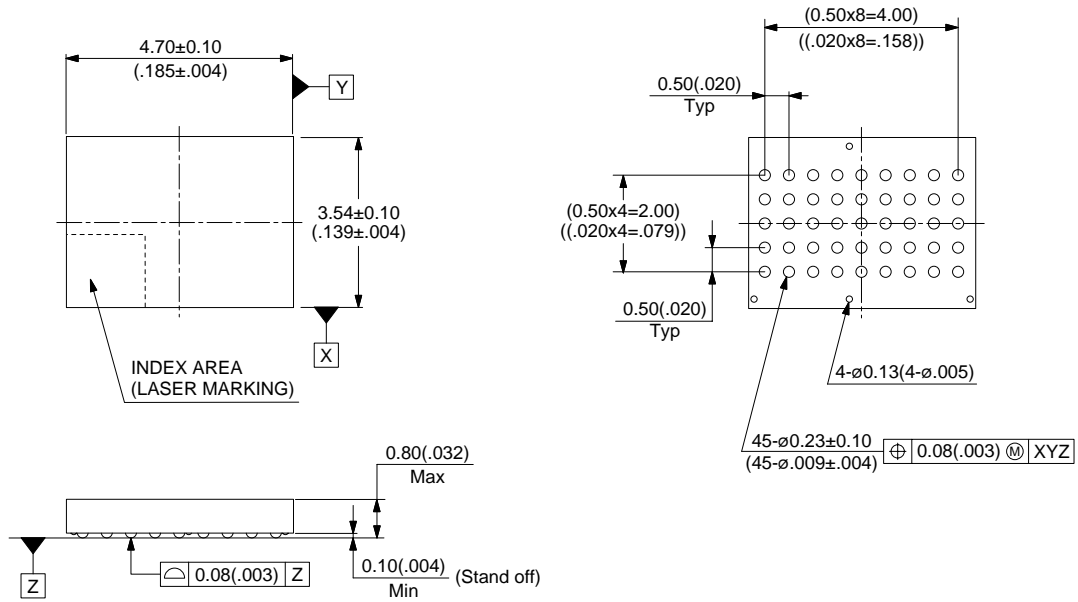 4.70±0.10
(.185±.004)
Y
3.54±0.10
(.139±.004)
X
INDEX AREA
(LASER MARKING)
(0.50x8=4.00)
((.020x8=.158))
0.50(.020)
Typ
(0.50x4=2.00)
((.020x4=.079))
0.50(.020)
Typ
4-ø0.13(4-ø.005)
45-ø0.23±0.10
(45-ø.009±.004)
⌖ 0.08(.003) Ⓜ XYZ
0.80(.032)
Max
Z
⌓ 0.08(.003) Z
0.10(.004)
Min
(Stand off)